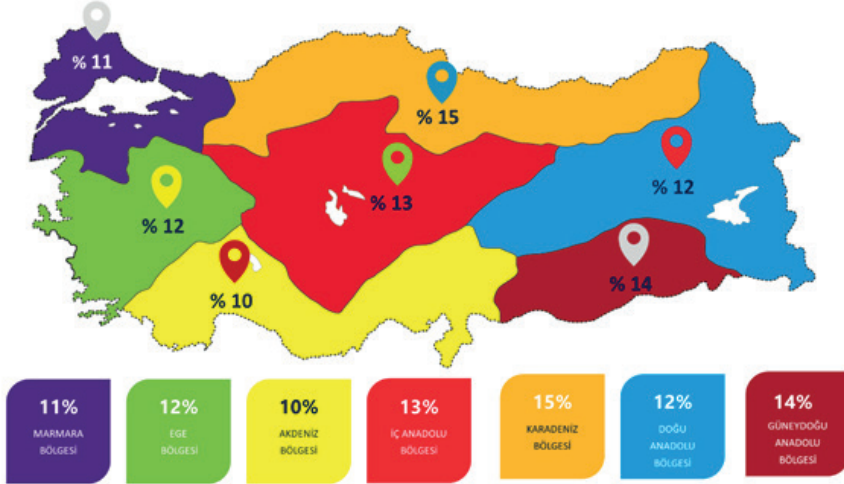 % 11
% 15
% 13
% 12
% 12
% 10
% 14
11%
MARMARA
BÖLGESİ
12%
EGE
BÖLGESİ
10%
AKDENİZ
BÖLGESİ
13%
İÇ ANADOLU
BÖLGESİ
15%
KARADENİZ
BÖLGESİ
12%
DOĞU
ANADOLU
BÖLGESİ
14%
GÜNEYDOĞU
ANADOLU
BÖLGESİ